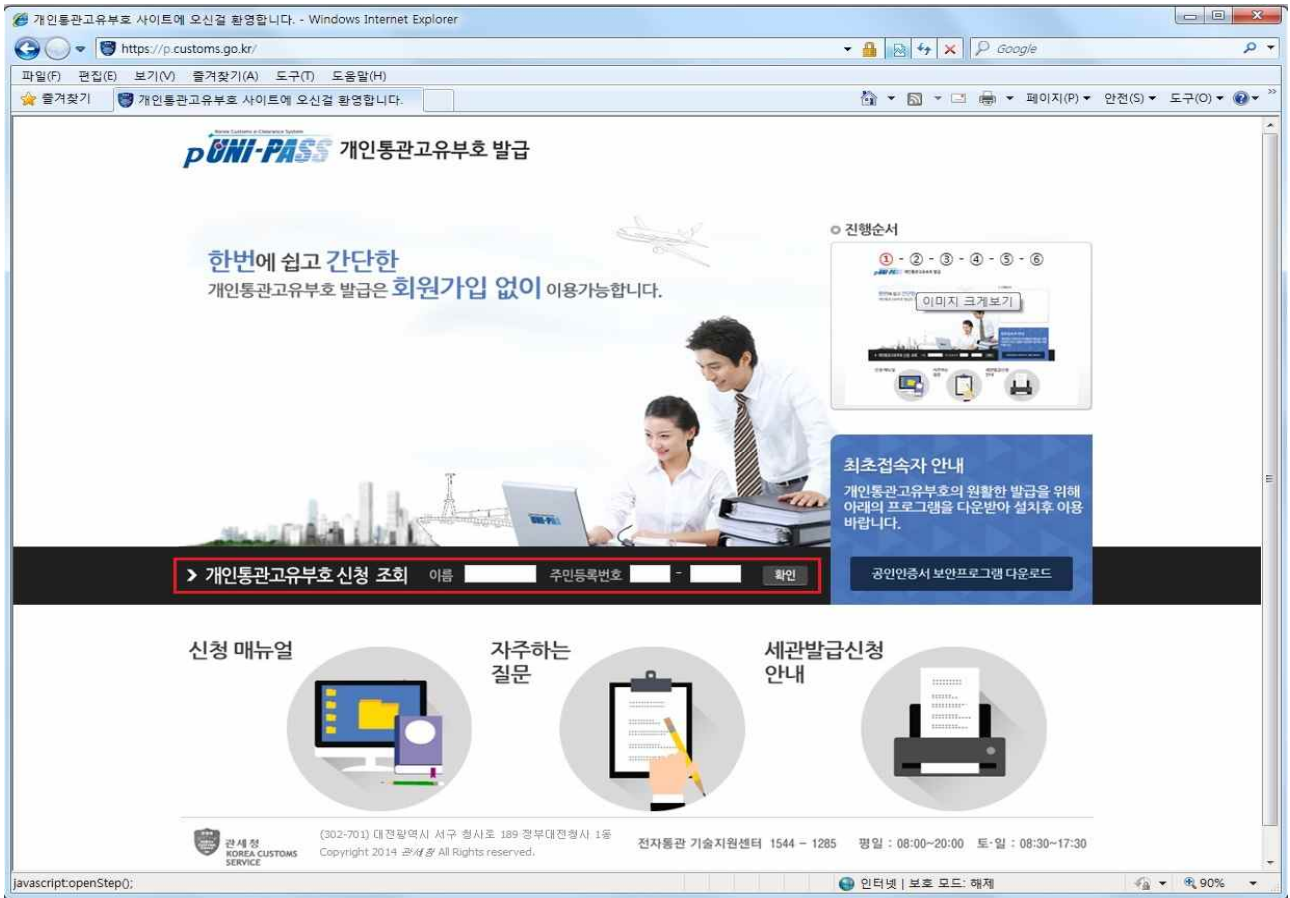 개인통관고유부호 사이트에 오신걸 환영합니다. - Windows Internet Explorer
https://p.customs.go.kr/
Google
파일(F) 편집(E) 보기(V) 즐겨찾기(A) 도구(T) 도움말(H)
즐겨찾기 개인통관고유부호 사이트에 오신걸 환영합니다.
페이지(P) 안전(S) 도구(O)
Korea Customs e-Clearance System
pUNI-PASS 개인통관고유부호 발급
한번에 쉽고 간단한
개인통관고유부호 발급은 회원가입 없이 이용가능합니다.
진행순서
① - ② - ③ - ④ - ⑤ - ⑥
이미지 크게보기
UNI-PASS
최초접속자 안내
개인통관고유부호의 원활한 발급을 위해
아래의 프로그램을 다운받아 설치후 이용
바랍니다.
공인인증서 보안프로그램 다운로드
개인통관고유부호 신청 조회 이름 주민등록번호 - 확인
신청 매뉴얼
자주하는
질문
세관발급신청
안내
관세청
KOREA CUSTOMS
SERVICE
(302-701) 대전광역시 서구 청사로 189 정부대전청사 1동
Copyright 2014 관세청 All Rights reserved.
전자통관 기술지원센터 1544 - 1285 평일 : 08:00~20:00 토·일 : 08:30~17:30
javascript:openStep();
인터넷 | 보호 모드: 해제
90%